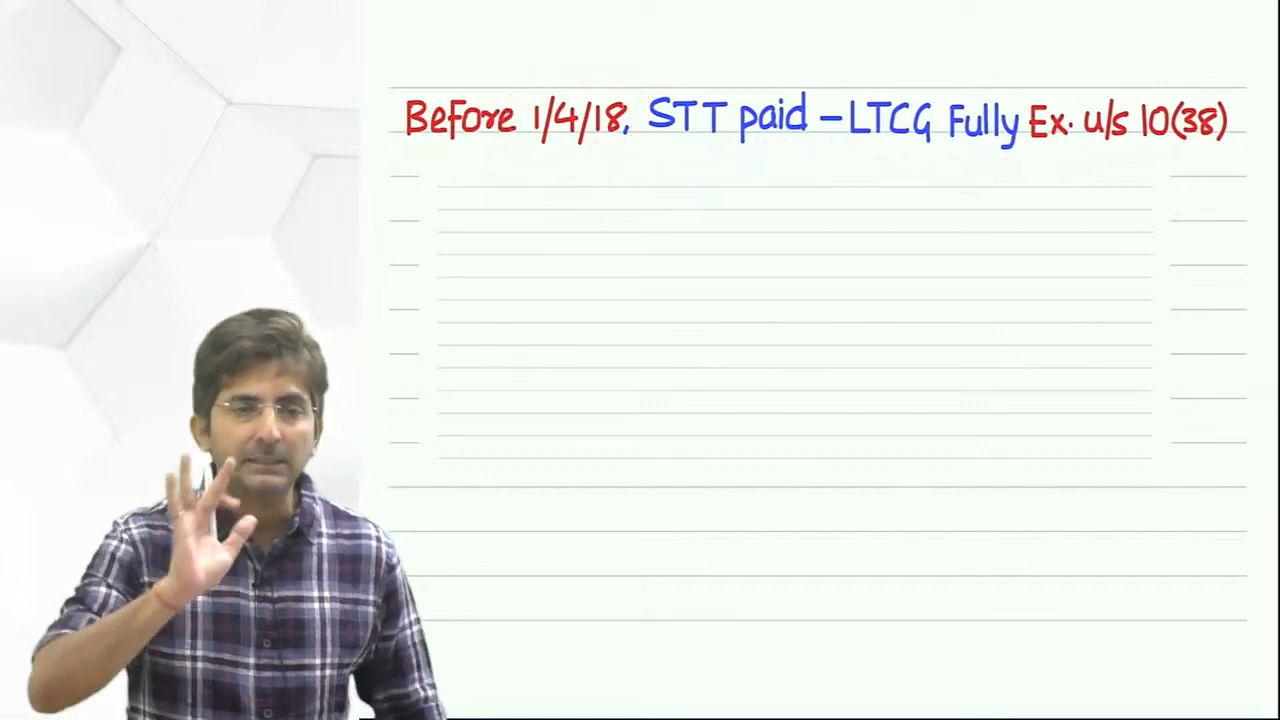 Before 1/4/18, STT paid - LTCG Fully Ex. u/s 10(38)